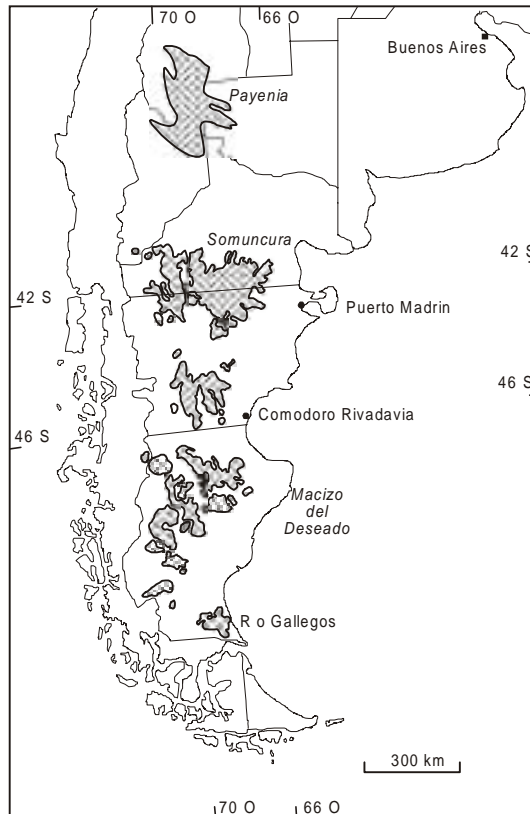 70 O
66 O
Buenos Aires
Payenia
Somuncura
42 S
42 S
Puerto Madrin
46 S
Comodoro Rivadavia
46 S
Macizo
del
Deseado
R o Gallegos
300 km
70 O
66 O